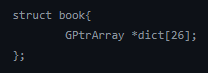 struct book{
        GPtrArray *dict[26];
};